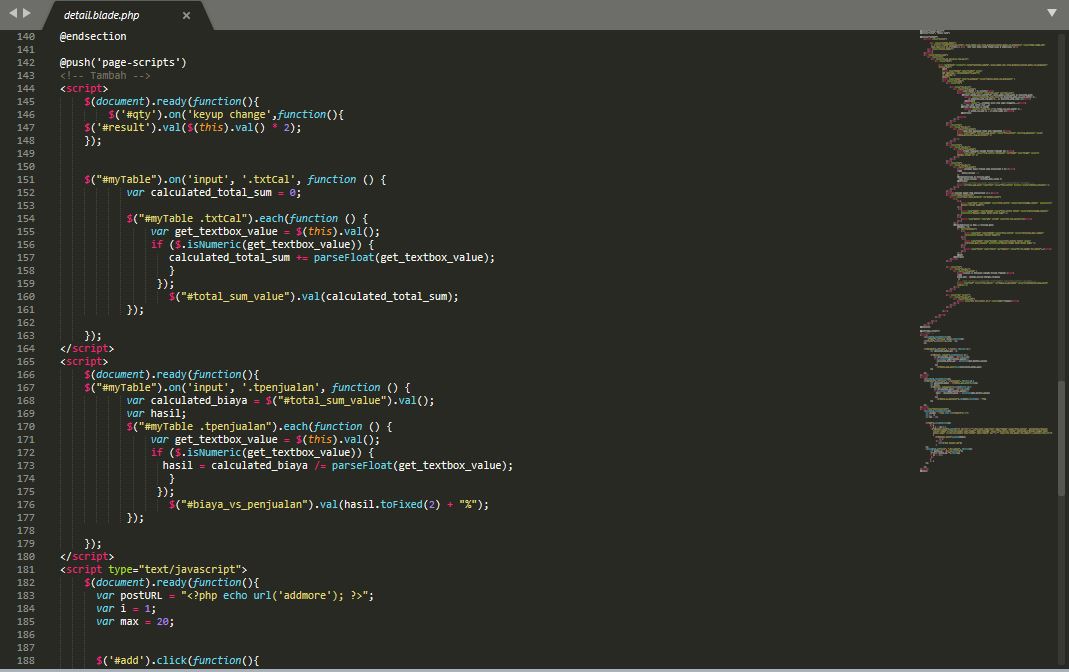 detail.blade.php
140 @endsection
141
142 @push('page-scripts')
143 <!-- Tambah -->
144 <script>
145 $(document).ready(function(){
146 $('#qty').on('keyup change',function(){
147 $('#result').val($(this).val() * 2);
148 });
149
150
151 $("#myTable").on('input', '.txtCal', function () {
152 var calculated_total_sum = 0;
153
154 $("#myTable .txtCal").each(function () {
155 var get_textbox_value = $(this).val();
156 if ($.isNumeric(get_textbox_value)) {
157 calculated_total_sum += parseFloat(get_textbox_value);
158 }
159 });
160 $("#total_sum_value").val(calculated_total_sum);
161 });
162
163 });
164 </script>
165 <script>
166 $(document).ready(function(){
167 $("#myTable").on('input', '.tpenjualan', function () {
168 var calculated_biaya = $("#total_sum_value").val();
169 var hasil;
170 $("#myTable .tpenjualan").each(function () {
171 var get_textbox_value = $(this).val();
172 if ($.isNumeric(get_textbox_value)) {
173 hasil = calculated_biaya /= parseFloat(get_textbox_value);
174 }
175 });
176 $("#biaya_vs_penjualan").val(hasil.toFixed(2) + "%");
177 });
178
179 });
180 </script>
181 <script type="text/javascript">
182 $(document).ready(function(){
183 var postURL = "<?php echo url('addmore'); ?>";
184 var i = 1;
185 var max = 20;
186
187
188 $('#add').click(function(){